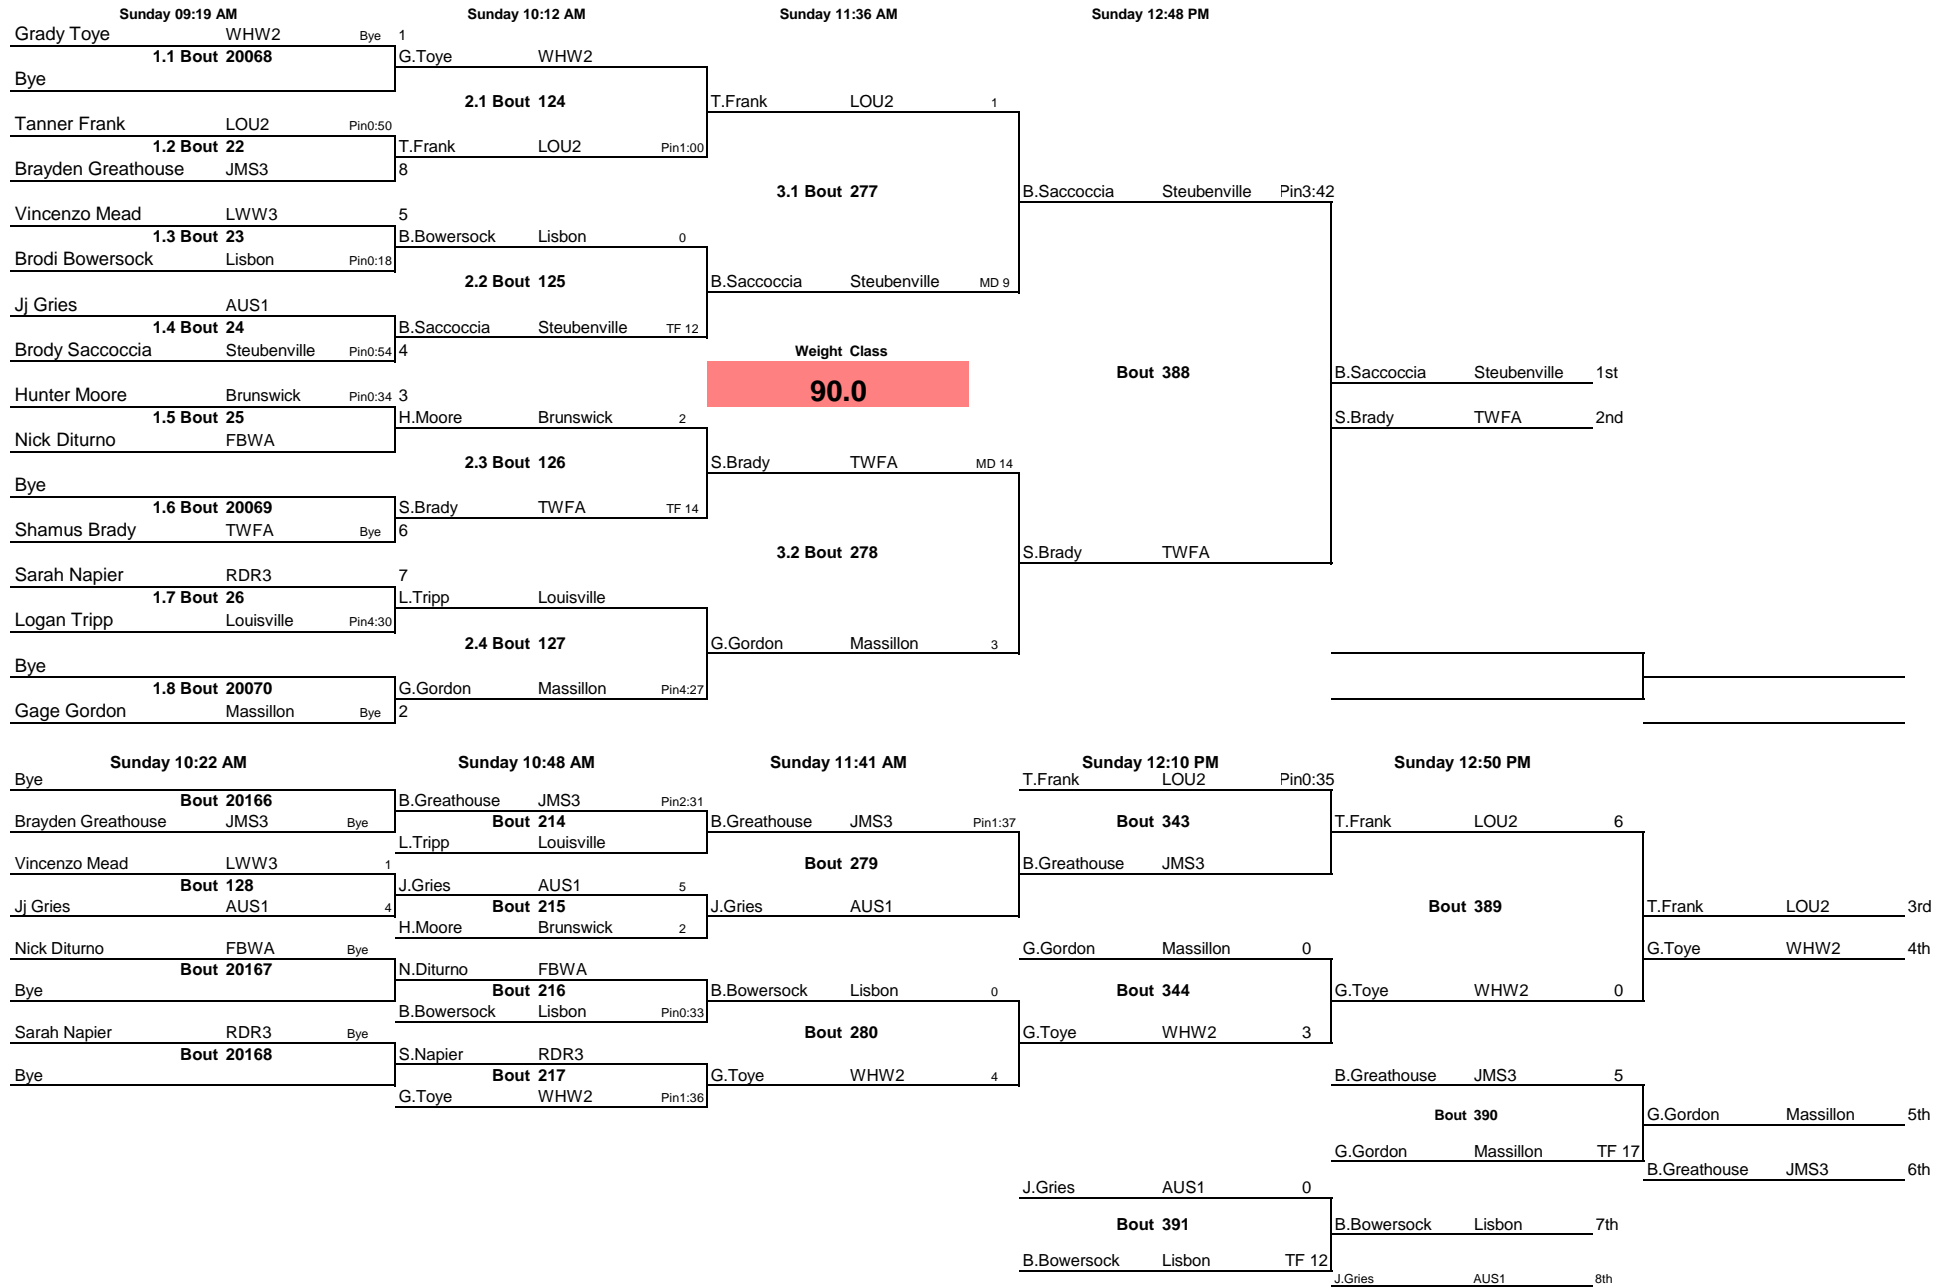 Sunday 09:19 AM Sunday 10:12 AM Sunday 11:36 AM Sunday 12:48 PM
Grady Toye WHW2 Bye 1
1.1 Bout 20068 G.Toye WHW2
Bye
2.1 Bout 124 T.Frank LOU2 1
Tanner Frank LOU2 Pin0:50
1.2 Bout 22 T.Frank LOU2 Pin1:00
Brayden Greathouse JMS3 8
3.1 Bout 277 B.Saccoccia Steubenville Pin3:42
Vincenzo Mead LWW3 5
1.3 Bout 23 B.Bowersock Lisbon 0
Brodi Bowersock Lisbon Pin0:18
2.2 Bout 125 B.Saccoccia Steubenville MD 9
Jj Gries AUS1
1.4 Bout 24 B.Saccoccia Steubenville TF 12
Brody Saccoccia Steubenville Pin0:54 4 Weight Class
Bout 388 B.Saccoccia Steubenville 1st
Hunter Moore Brunswick Pin0:34 3 90.0
1.5 Bout 25 H.Moore Brunswick 2 S.Brady TWFA 2nd
Nick Diturno FBWA
2.3 Bout 126 S.Brady TWFA MD 14
Bye
1.6 Bout 20069 S.Brady TWFA TF 14
Shamus Brady TWFA Bye 6
3.2 Bout 278 S.Brady TWFA
Sarah Napier RDR3 7
1.7 Bout 26 L.Tripp Louisville
Logan Tripp Louisville Pin4:30
2.4 Bout 127 G.Gordon Massillon 3
Bye
1.8 Bout 20070 G.Gordon Massillon Pin4:27
Gage Gordon Massillon Bye 2
Sunday 10:22 AM Sunday 10:48 AM Sunday 11:41 AM Sunday 12:10 PM Sunday 12:50 PM
Bye T.Frank LOU2 Pin0:35
Bout 20166 B.Greathouse JMS3 Pin2:31
Brayden Greathouse JMS3 Bye Bout 214 B.Greathouse JMS3 Pin1:37 Bout 343 T.Frank LOU2 6
L.Tripp Louisville
Vincenzo Mead LWW3 1 Bout 279 B.Greathouse JMS3
Bout 128 J.Gries AUS1 5
Jj Gries AUS1 4 Bout 215 J.Gries AUS1 Bout 389 T.Frank LOU2 3rd
H.Moore Brunswick 2
Nick Diturno FBWA Bye G.Gordon Massillon 0 G.Toye WHW2 4th
Bout 20167 N.Diturno FBWA
Bye Bout 216 B.Bowersock Lisbon 0 Bout 344 G.Toye WHW2 0
B.Bowersock Lisbon Pin0:33
Sarah Napier RDR3 Bye Bout 280 G.Toye WHW2 3
Bout 20168 S.Napier RDR3
Bye Bout 217 G.Toye WHW2 4 B.Greathouse JMS3 5
G.Toye WHW2 Pin1:36
Bout 390 G.Gordon Massillon 5th
G.Gordon Massillon TF 17
B.Greathouse JMS3 6th
J.Gries AUS1 0
Bout 391 B.Bowersock Lisbon 7th
B.Bowersock Lisbon TF 12
J.Gries AUS1 8th